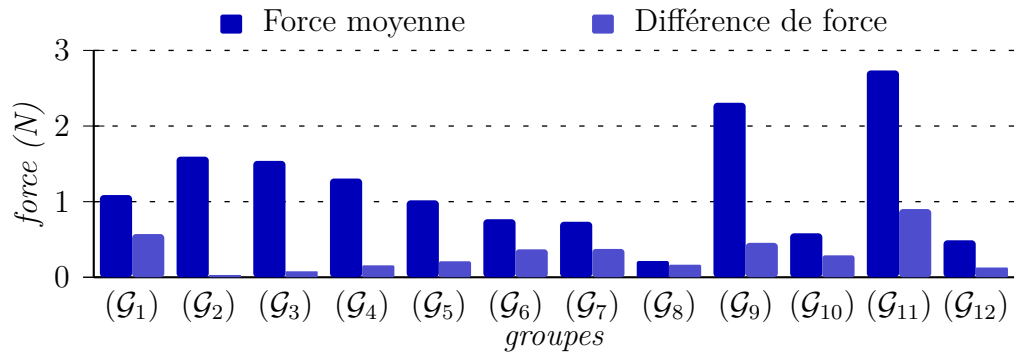 Force moyenne Différence de force
3
2
1
0
force (N)
(𝒢₁) (𝒢₂) (𝒢₃) (𝒢₄) (𝒢₅) (𝒢₆) (𝒢₇) (𝒢₈) (𝒢₉) (𝒢₁₀) (𝒢₁₁) (𝒢₁₂)
groupes